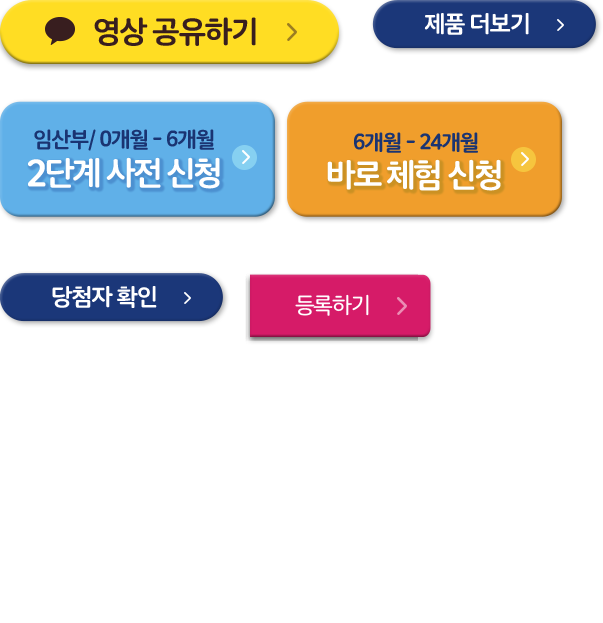 영상 공유하기
제품 더보기
임산부/ 0개월 - 6개월
2단계 사전 신청
6개월 - 24개월
바로 체험 신청
당첨자 확인
등록하기